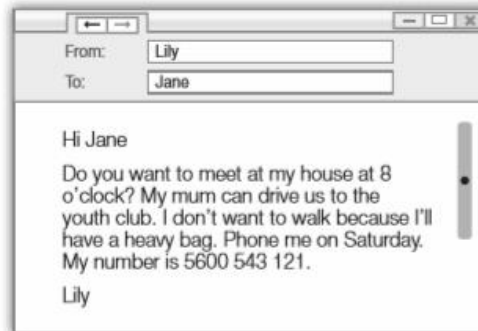 From: Lily
To: Jane
Hi Jane
Do you want to meet at my house at 8
o'clock? My mum can drive us to the
youth club. I don't want to walk because I'll
have a heavy bag. Phone me on Saturday.
My number is 5600 543 121.
Lily